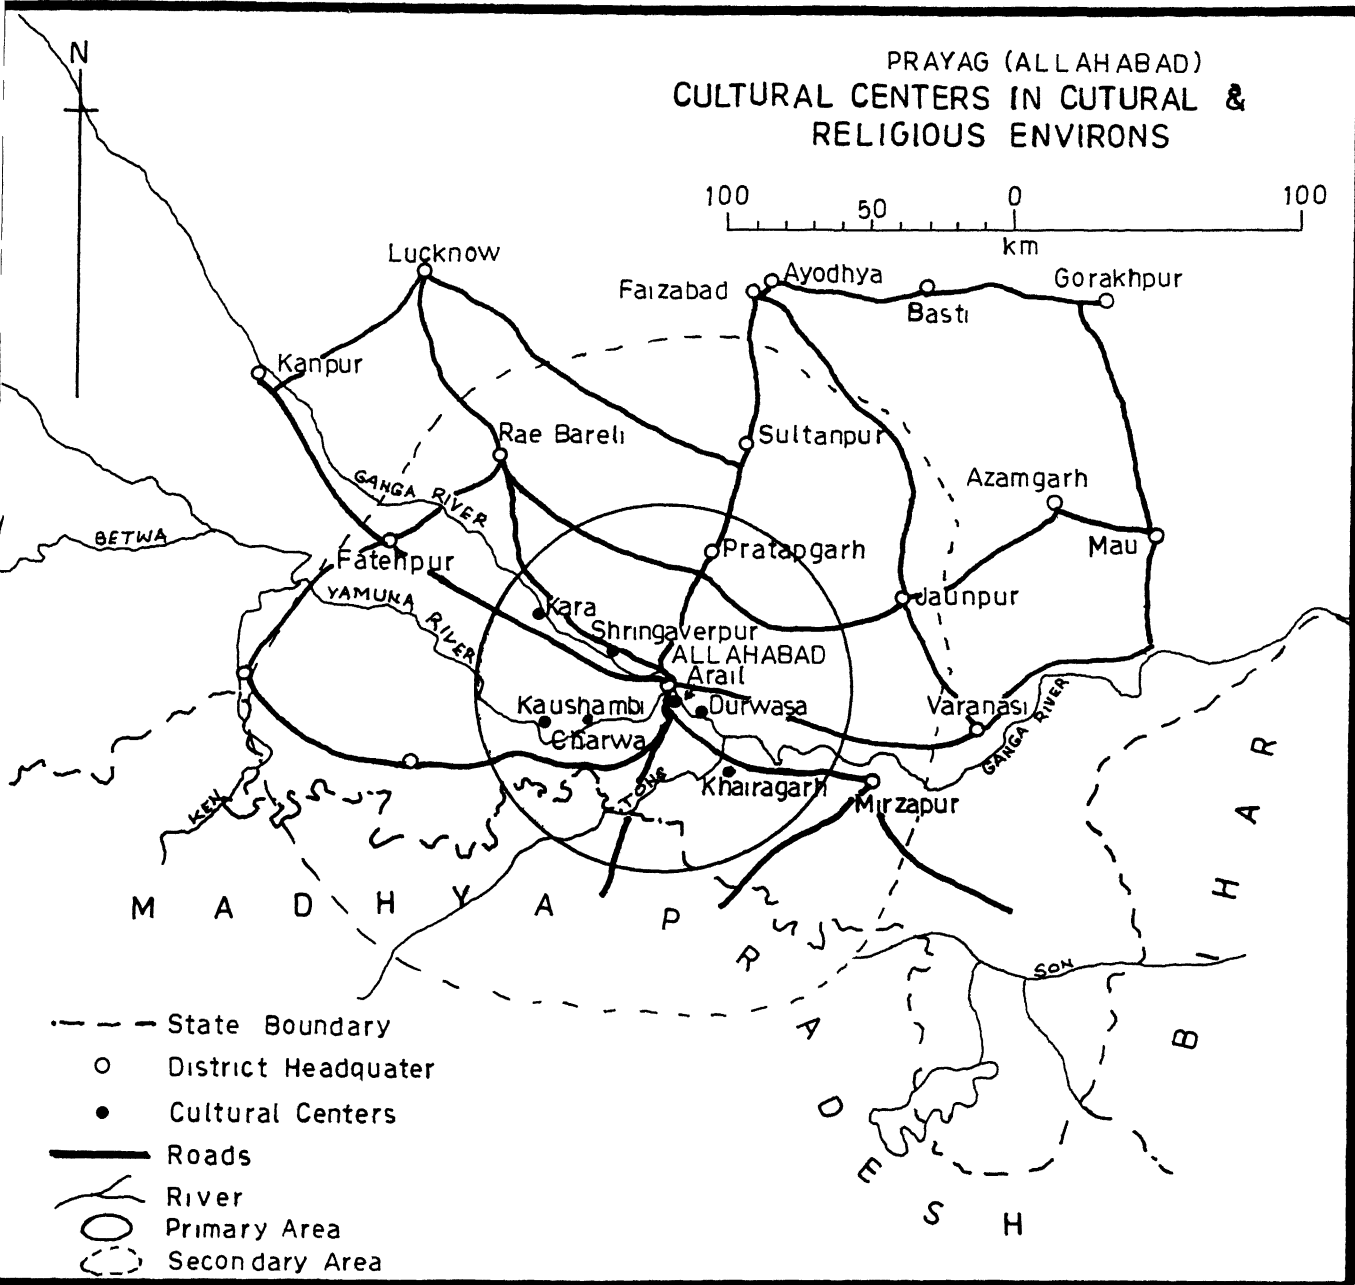 N
PRAYAG (ALLAHABAD)
CULTURAL CENTERS IN CUTURAL &
RELIGIOUS ENVIRONS
100 50 0 100
km
Lucknow
Faizabad
Ayodhya
Gorakhpur
Basti
Kanpur
Rae Bareli
Sultanpur
GANGA RIVER
Azamgarh
BETWA
Mau
Fatehpur
Pratapgarh
YAMUNA RIVER
Kara
Jaunpur
Shringaverpur
ALLAHABAD
Arail
Kaushambi
Durwasa
Varanasi
GANGA RIVER
Charwa
KEN
TONS
Khairagarh
Mirzapur
MADHYA PRADESH
BIHAR
SON
State Boundary
District Headquater
Cultural Centers
Roads
River
Primary Area
Secondary Area